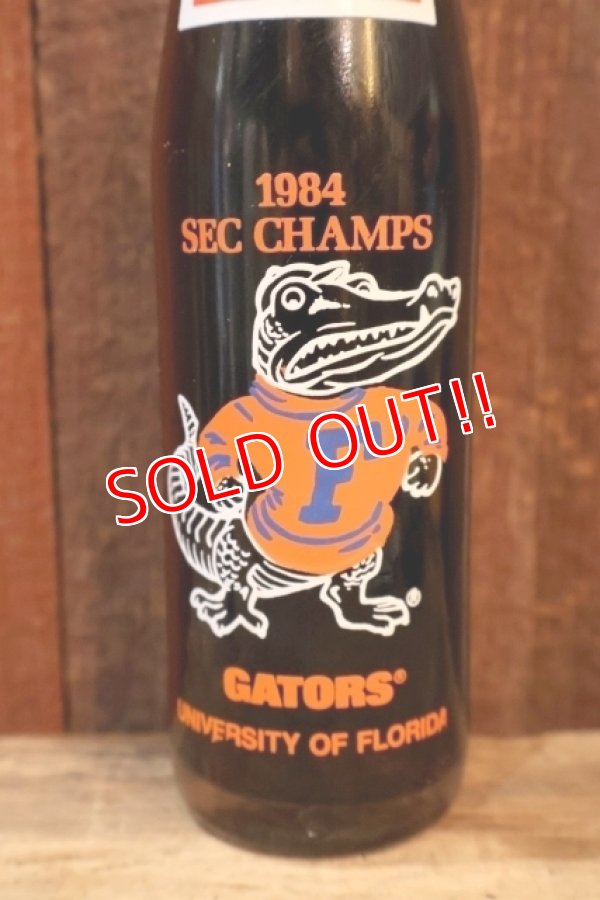 1984
SEC CHAMPS
F
SOLD OUT!!
®
GATORS®
UNIVERSITY OF FLORIDA